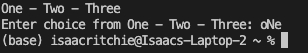 One - Two - Three
Enter choice from One - Two - Three: oNe
(base) isaacritchie@Isaacs-Laptop-2 ~ %